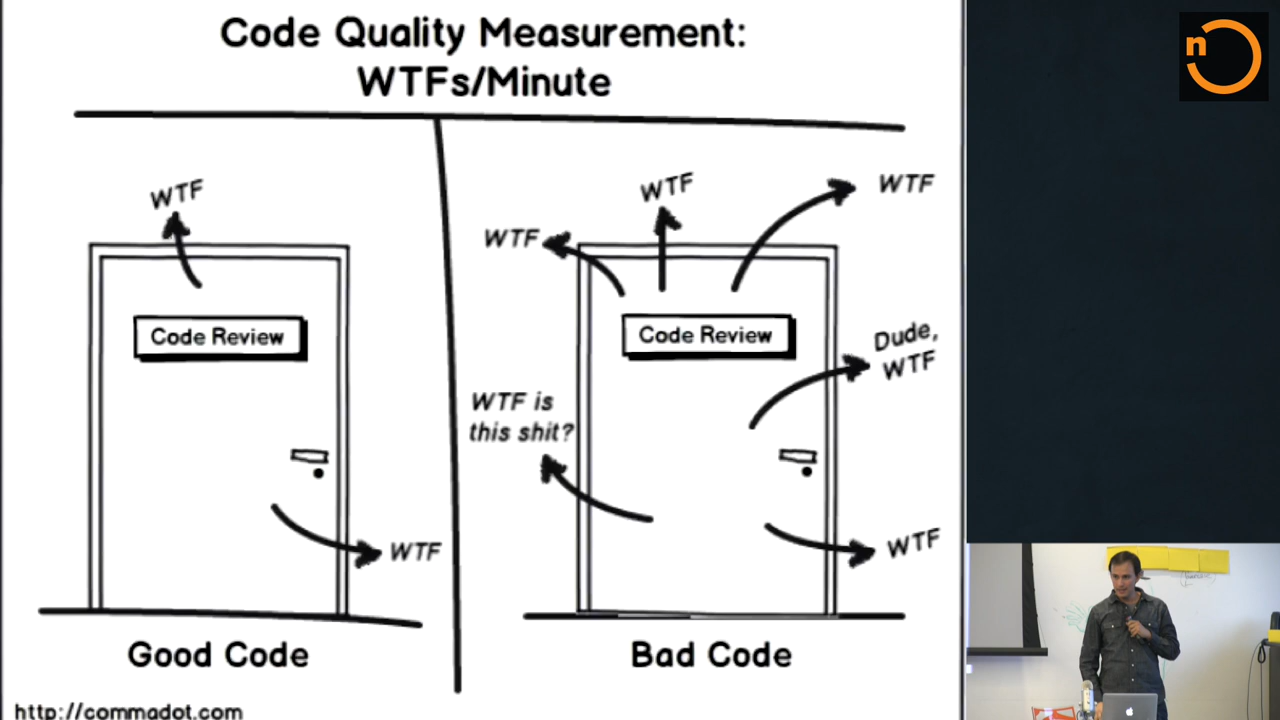 Code Quality Measurement:
WTFs/Minute
WTF
Code Review
WTF
Good Code
WTF
WTF
WTF
Code Review
Dude,
WTF
WTF is
this shit?
WTF
Bad Code
http://commadot.com
n